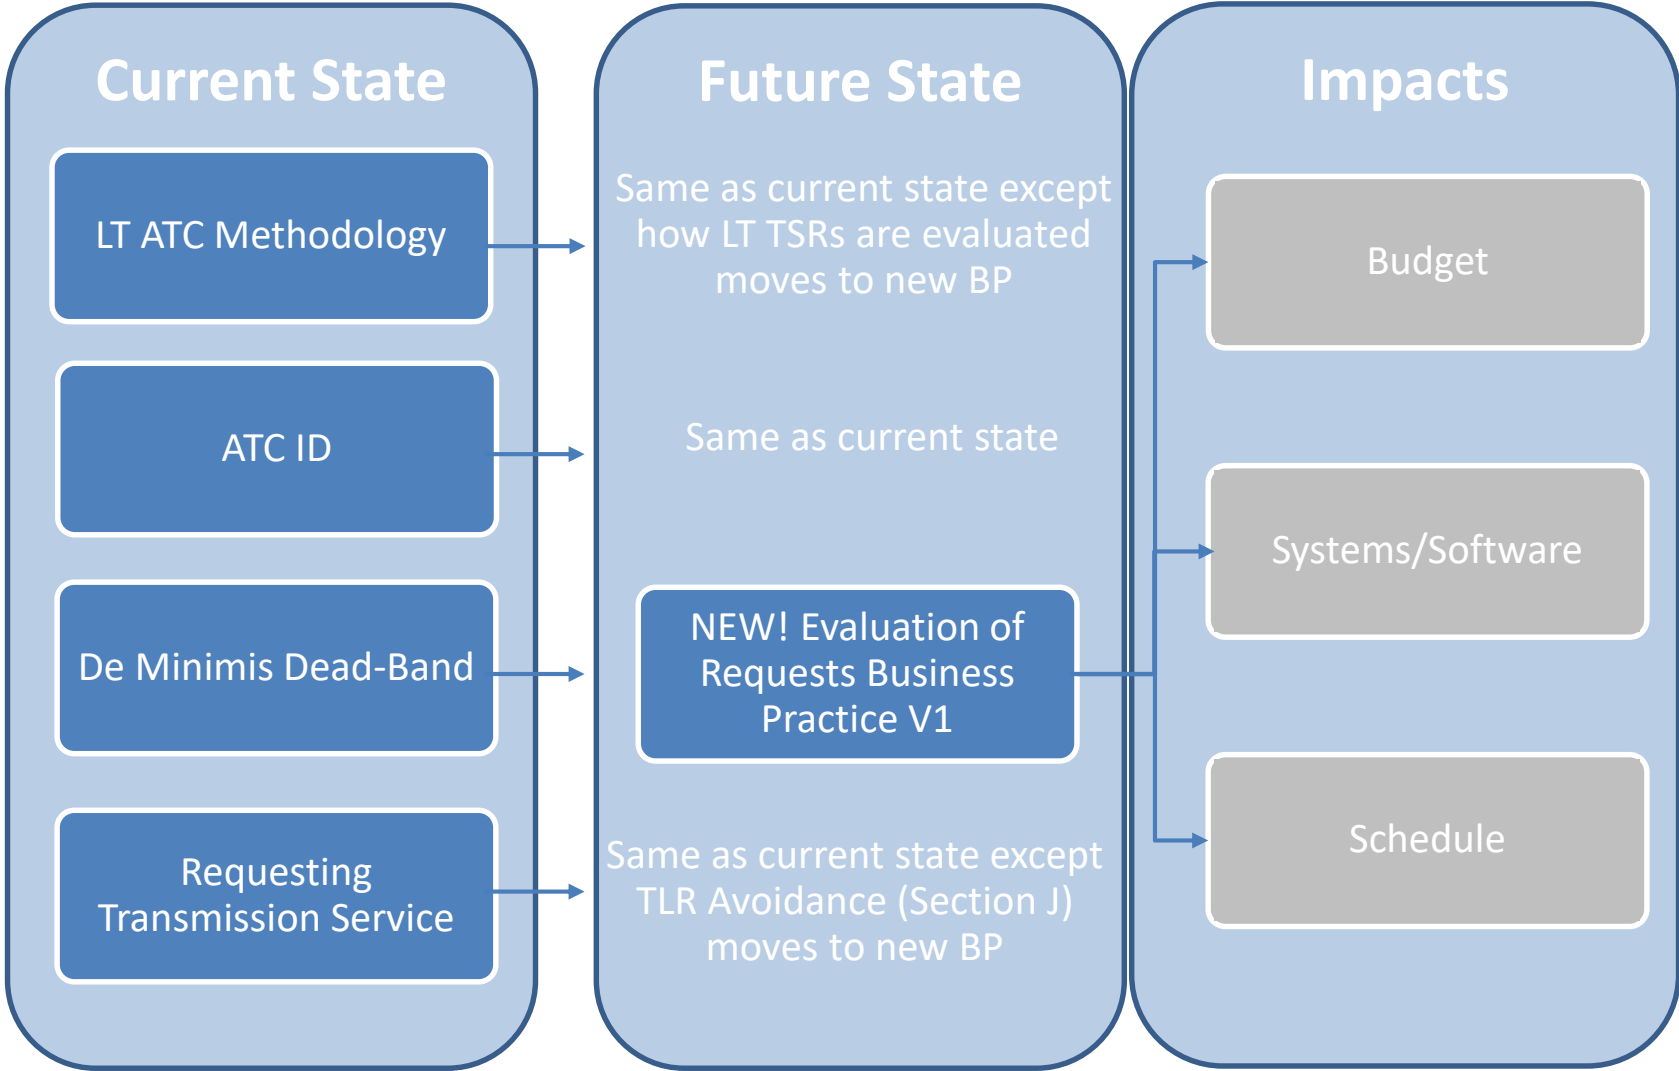 Current State
LT ATC Methodology
ATC ID
De Minimis Dead-Band
Requesting
Transmission Service
Future State
Same as current state except
how LT TSRs are evaluated
moves to new BP
Same as current state
NEW! Evaluation of
Requests Business
Practice V1
Same as current state except
TLR Avoidance (Section J)
moves to new BP
Impacts
Budget
Systems/Software
Schedule